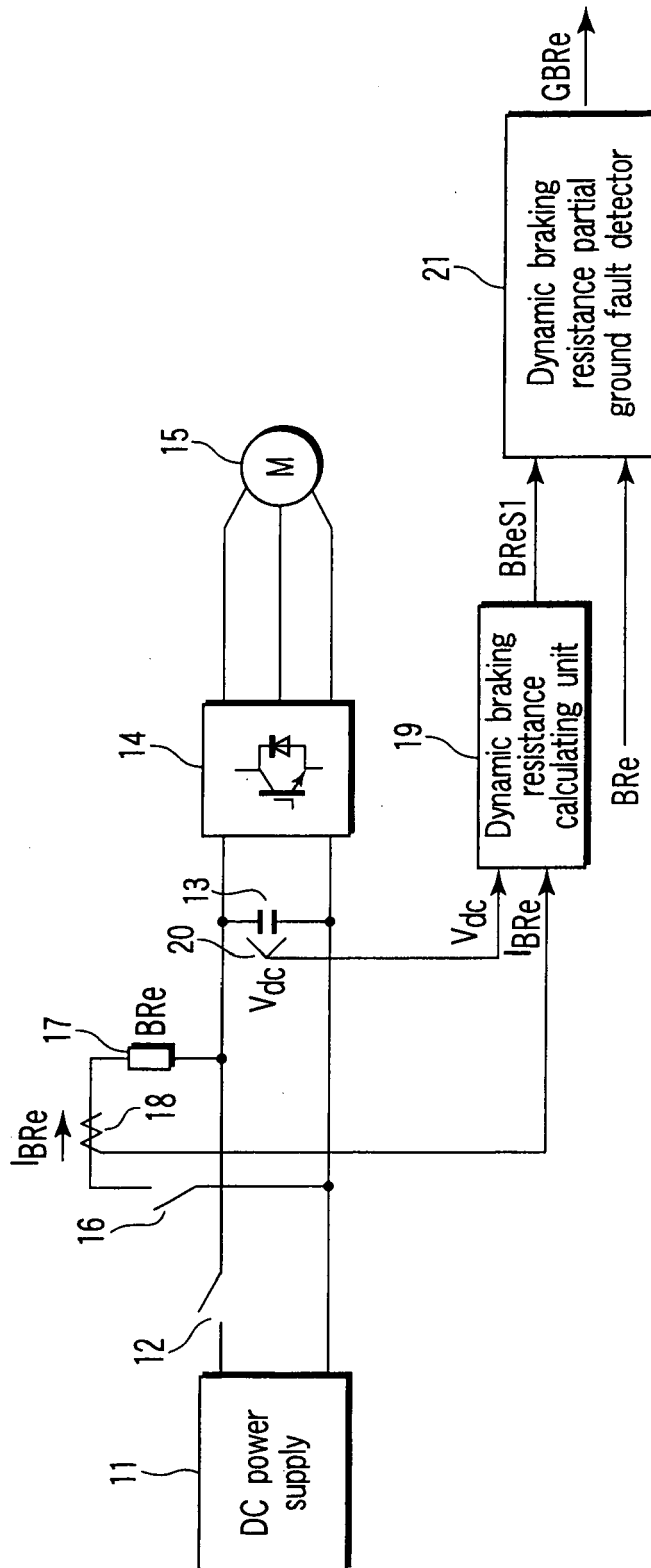 11
DC power
supply
12
16
IBRe
18
17
BRe
20
Vdc
13
14
15
M
Vdc
IBRe
19
Dynamic braking
resistance
calculating unit
BReS1
BRe
21
Dynamic braking
resistance partial
ground fault detector
GBRe